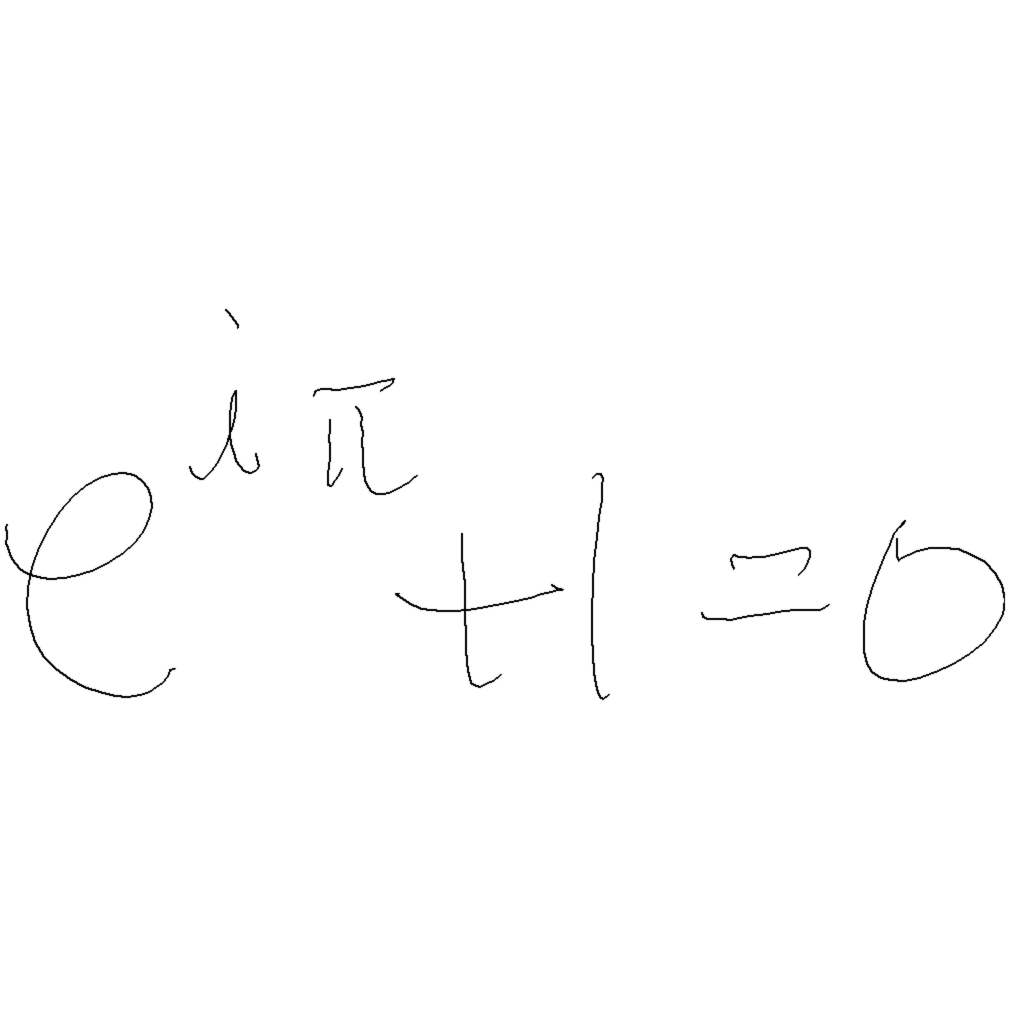 e^{iπ} + 1 = 0